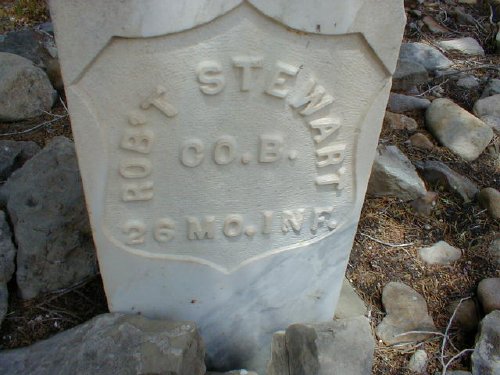 ROB'T STEWART
CO. B.
26 MO. INF.